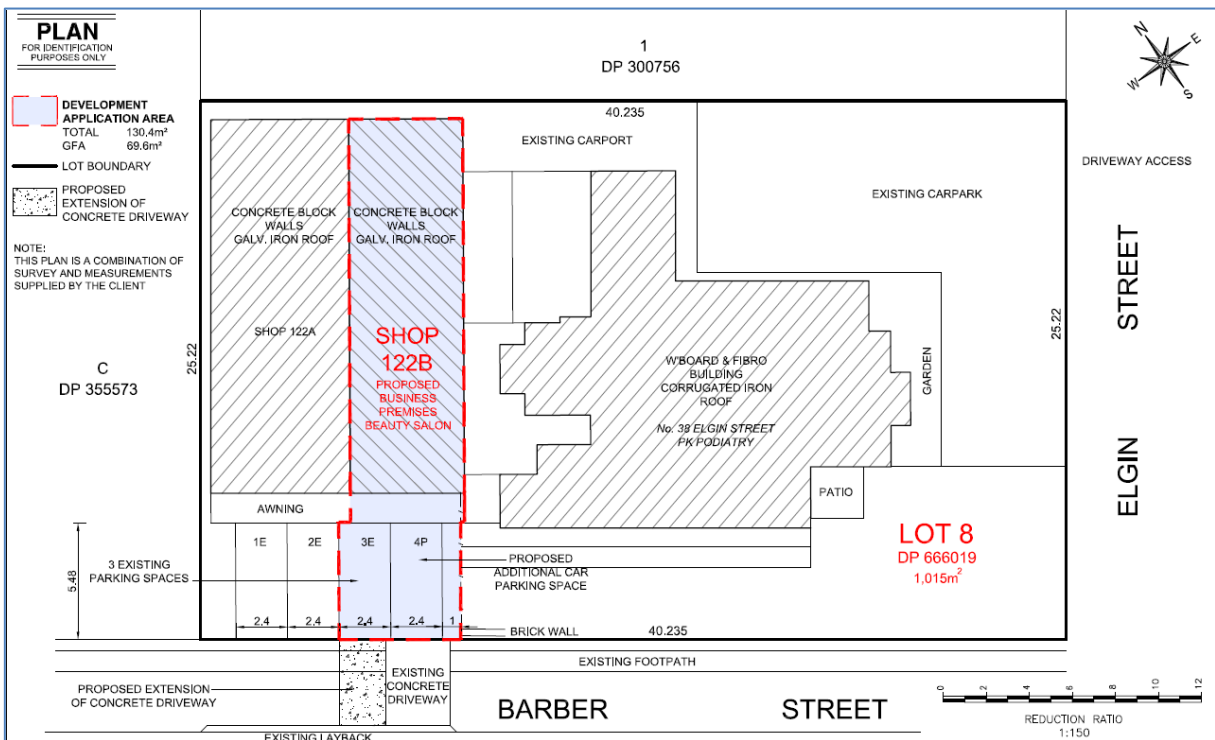 PLAN
FOR IDENTIFICATION
PURPOSES ONLY
DEVELOPMENT
APPLICATION AREA
TOTAL 130.4m²
GFA 69.6m²
LOT BOUNDARY
PROPOSED
EXTENSION OF
CONCRETE DRIVEWAY
NOTE:
THIS PLAN IS A COMBINATION OF
SURVEY AND MEASUREMENTS
SUPPLIED BY THE CLIENT
1
DP 300756
N
E
W
S
40.235
EXISTING CARPORT
DRIVEWAY ACCESS
EXISTING CARPARK
CONCRETE BLOCK
WALLS
GALV. IRON ROOF
CONCRETE BLOCK
WALLS
GALV. IRON ROOF
SHOP 122A
SHOP
122B
PROPOSED
BUSINESS
PREMISES
BEAUTY SALON
25.22
C
DP 355573
W'BOARD & FIBRO
BUILDING
CORRUGATED IRON
ROOF
No. 38 ELGIN STREET
PK PODIATRY
GARDEN
25.22
ELGIN STREET
PATIO
AWNING
LOT 8
DP 666019
1,015m²
1E
2E
3E
4P
3 EXISTING
PARKING SPACES
PROPOSED
ADDITIONAL CAR
PARKING SPACE
5.48
2.4
2.4
2.4
2.4
1
BRICK WALL
40.235
EXISTING FOOTPATH
PROPOSED EXTENSION
OF CONCRETE DRIVEWAY
EXISTING
CONCRETE
DRIVEWAY
BARBER STREET
EXISTING LAYBACK
0 2 4 6 8 10 12
REDUCTION RATIO
1:150